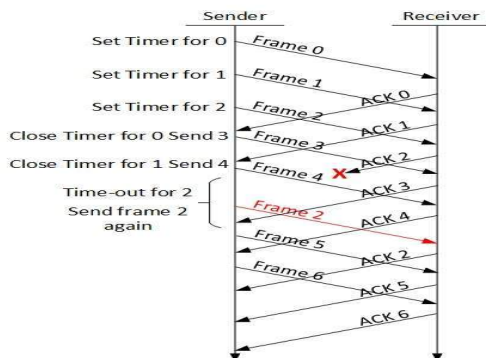 Sender
Receiver
Set Timer for 0
Frame 0
Set Timer for 1
Frame 1
ACK 0
Set Timer for 2
Frame 2
ACK 1
Close Timer for 0 Send 3
Frame 3
ACK 2
Close Timer for 1 Send 4
Frame 4
ACK 3
Time-out for 2
Send frame 2
again
Frame 2
ACK 4
Frame 5
ACK 2
Frame 6
ACK 5
ACK 6